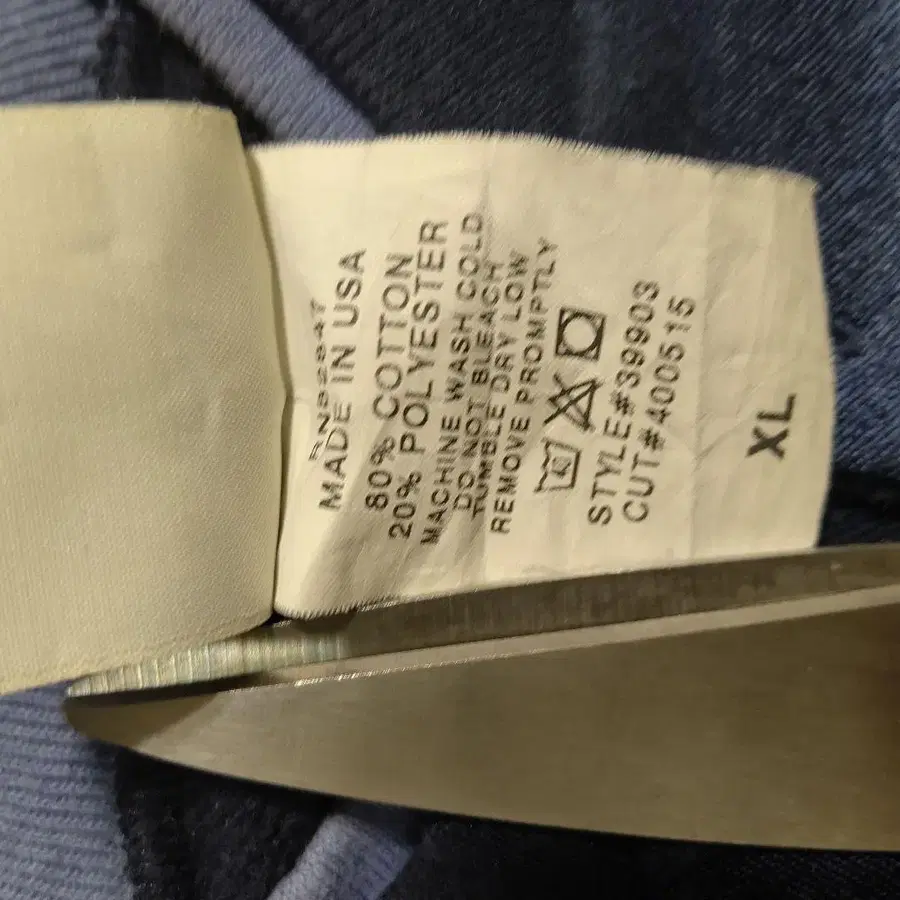 RN82847
MADE IN USA
80% COTTON
20% POLYESTER
MACHINE WASH COLD
DO NOT BLEACH
TUMBLE DRY LOW
REMOVE PROMPTLY
STYLE#39903
CUT#400515
XL